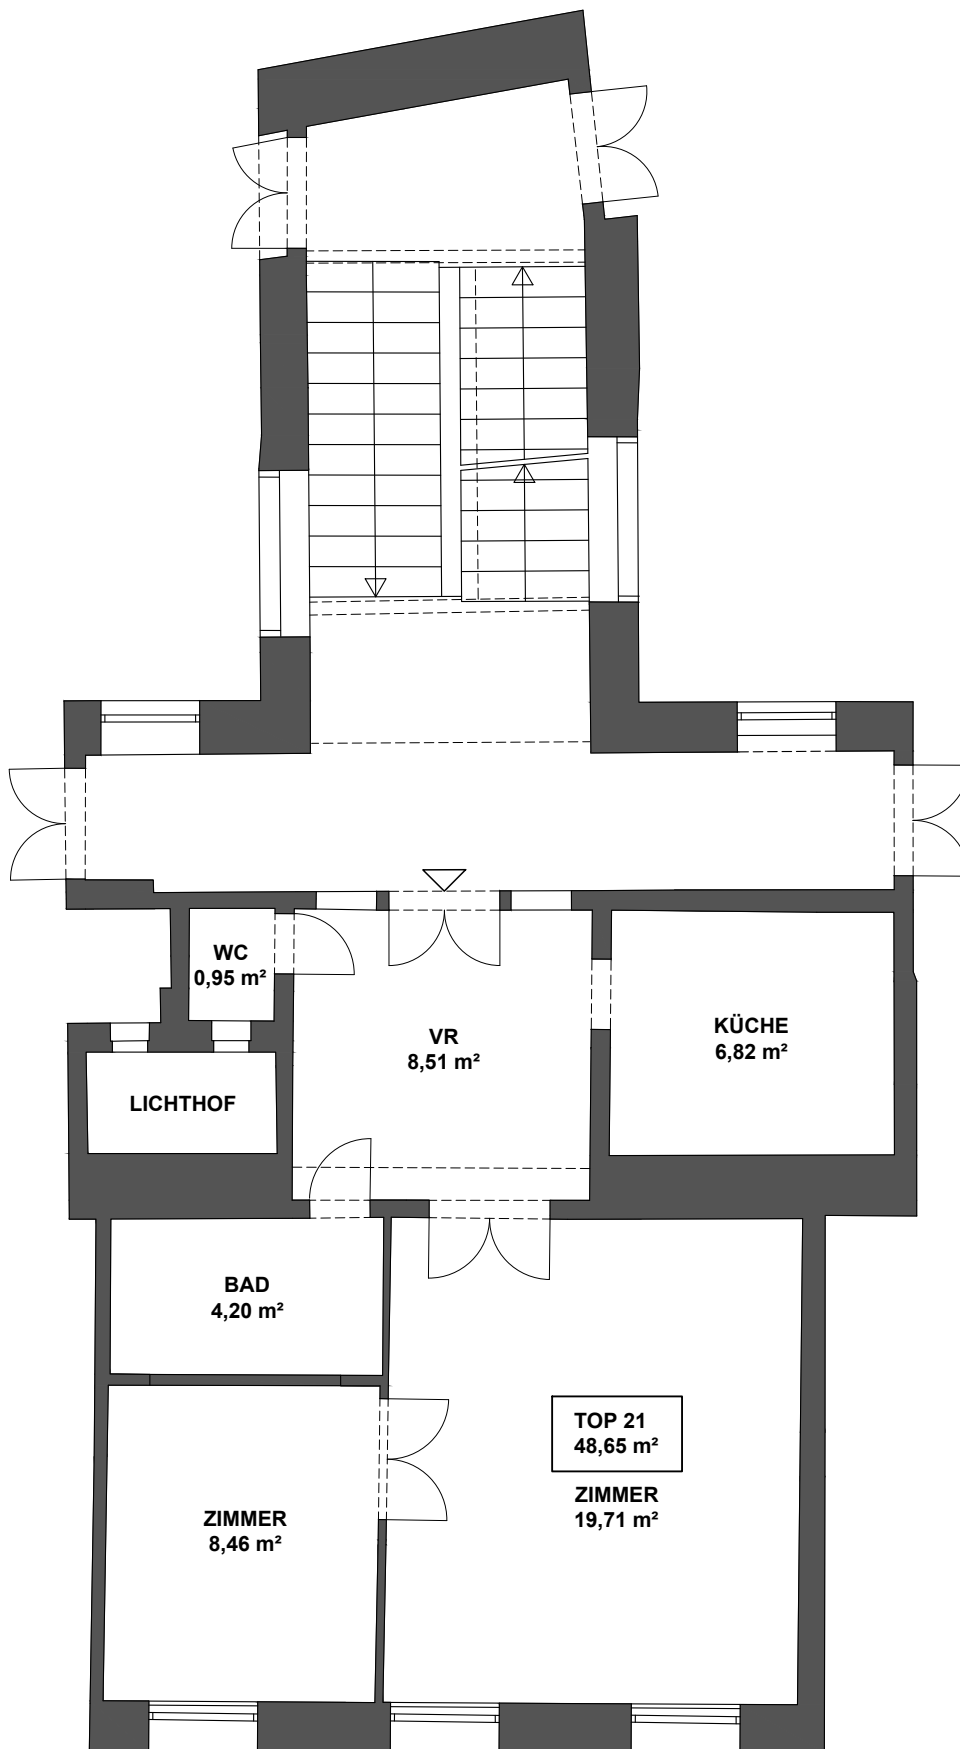 WC
0,95 m²
VR
8,51 m²
KÜCHE
6,82 m²
LICHTHOF
BAD
4,20 m²
TOP 21
48,65 m²
ZIMMER
19,71 m²
ZIMMER
8,46 m²